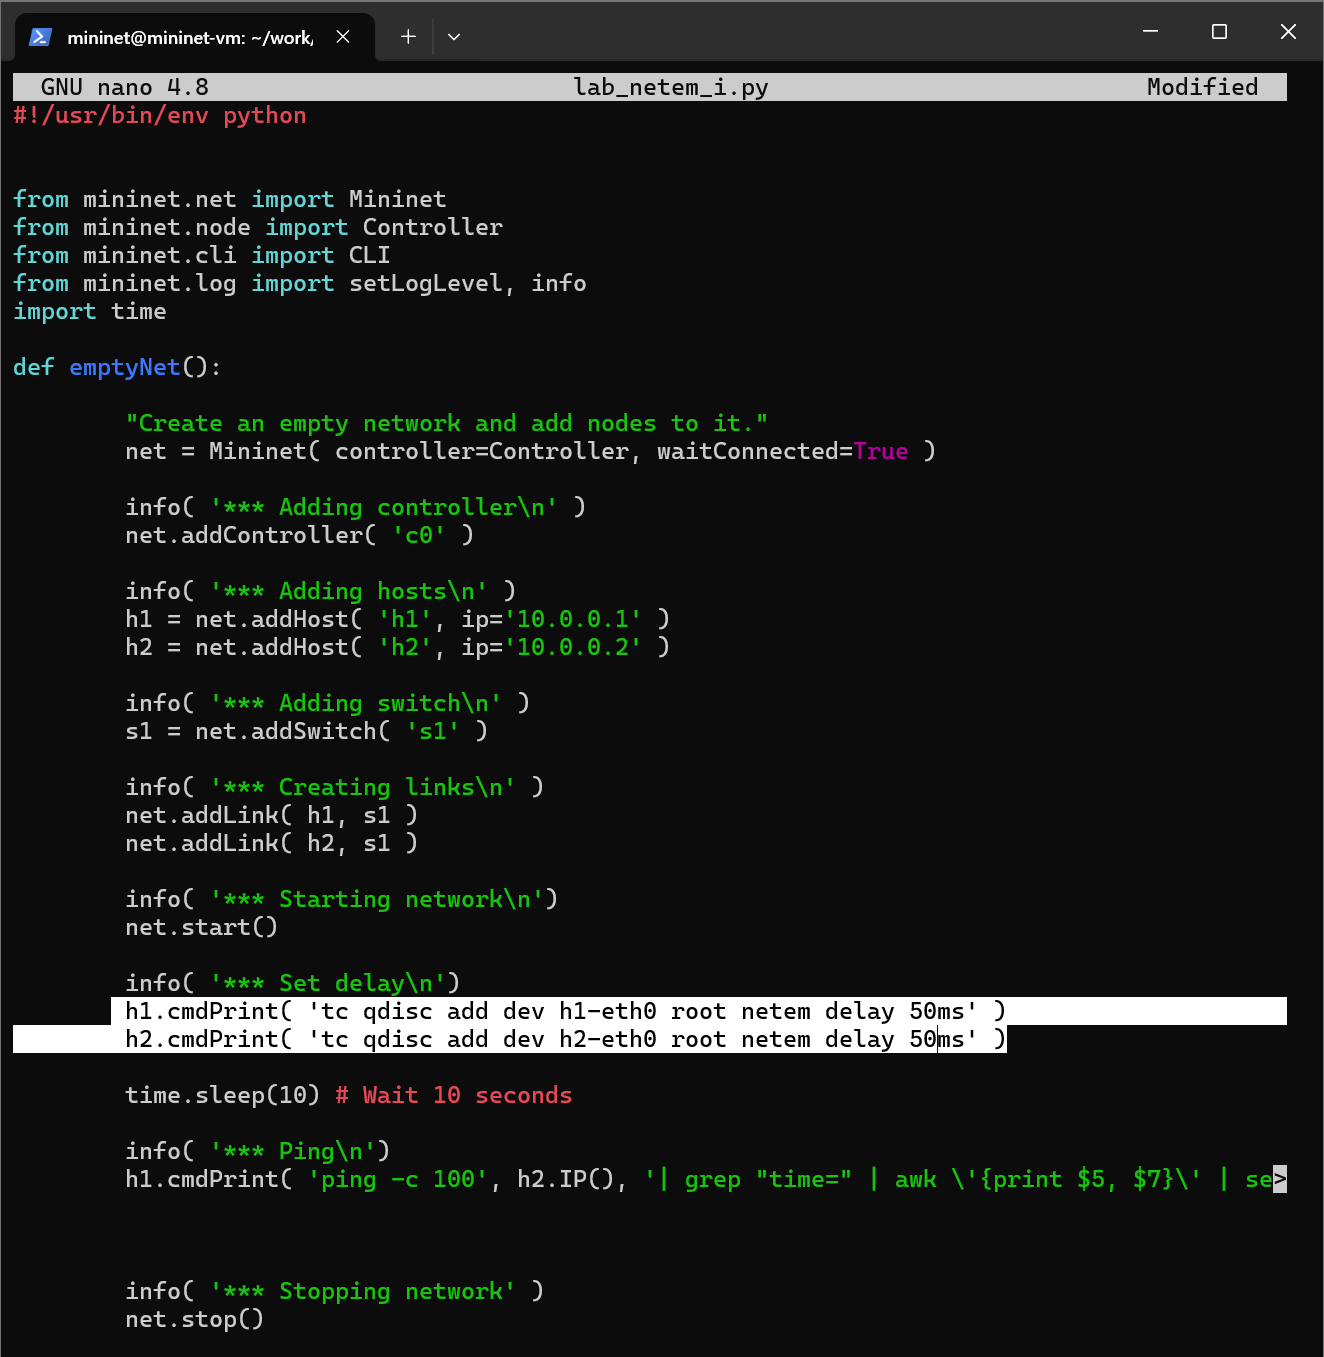 mininet@mininet-vm: ~/work/
GNU nano 4.8 lab_netem_i.py Modified
#!/usr/bin/env python
from mininet.net import Mininet
from mininet.node import Controller
from mininet.cli import CLI
from mininet.log import setLogLevel, info
import time
def emptyNet():
"Create an empty network and add nodes to it."
net = Mininet( controller=Controller, waitConnected=True )
info( '*** Adding controller\n' )
net.addController( 'c0' )
info( '*** Adding hosts\n' )
h1 = net.addHost( 'h1', ip='10.0.0.1' )
h2 = net.addHost( 'h2', ip='10.0.0.2' )
info( '*** Adding switch\n' )
s1 = net.addSwitch( 's1' )
info( '*** Creating links\n' )
net.addLink( h1, s1 )
net.addLink( h2, s1 )
info( '*** Starting network\n')
net.start()
info( '*** Set delay\n')
h1.cmdPrint( 'tc qdisc add dev h1-eth0 root netem delay 50ms' )
h2.cmdPrint( 'tc qdisc add dev h2-eth0 root netem delay 50ms' )
time.sleep(10) # Wait 10 seconds
info( '*** Ping\n')
h1.cmdPrint( 'ping -c 100', h2.IP(), '| grep "time=" | awk \'{print $5, $7}\' | se>
info( '*** Stopping network' )
net.stop()